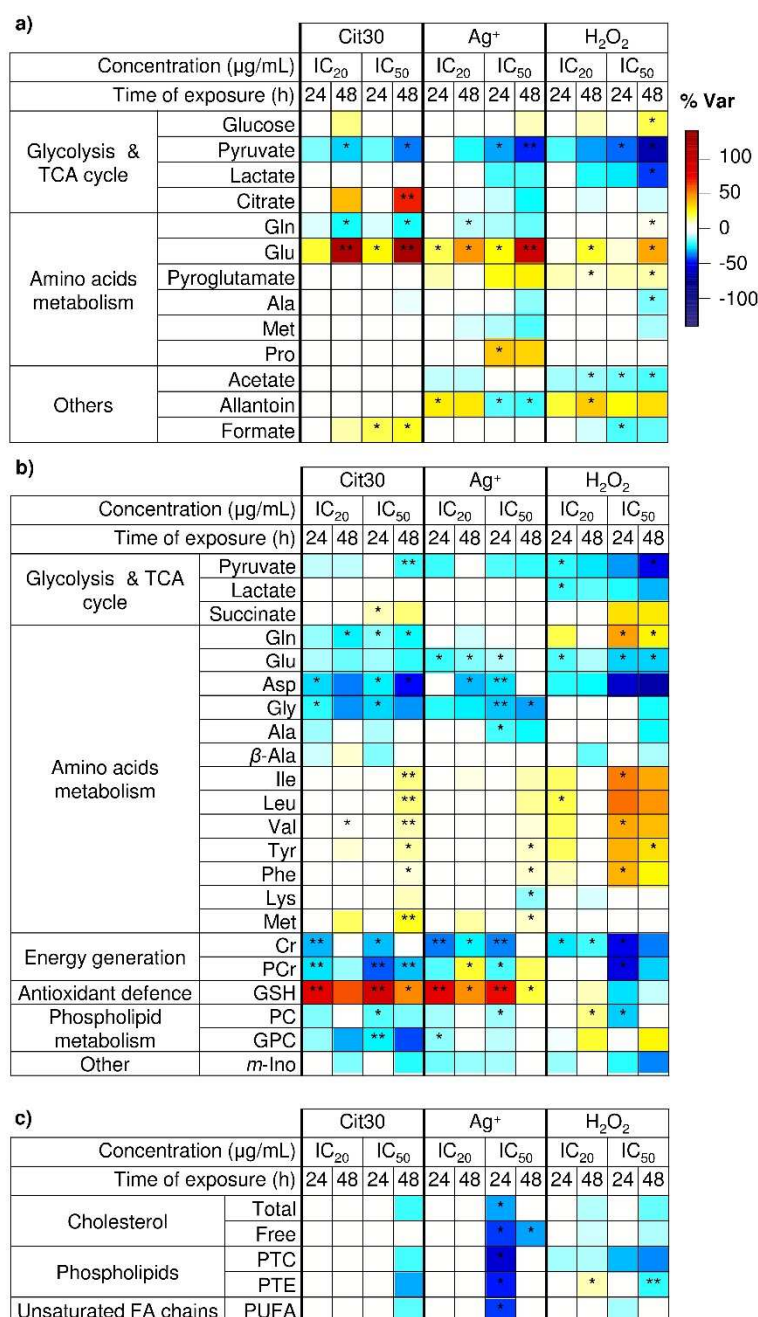 a)
Cit30 Ag⁺ H₂O₂
Concentration (µg/mL) IC₂₀ IC₅₀ IC₂₀ IC₅₀ IC₂₀ IC₅₀
Time of exposure (h) 24 48 24 48 24 48 24 48 24 48 24 48
% Var
100
50
0
-50
-100
Glycolysis & TCA cycle
Glucose *
Pyruvate * * * ** * *
Lactate *
Citrate **
Amino acids metabolism
Gln * * * *
Glu ** * ** * * * ** * *
Pyroglutamate * *
Ala *
Met
Pro *
Others
Acetate * * *
Allantoin * * * *
Formate * * *
b)
Cit30 Ag⁺ H₂O₂
Concentration (µg/mL) IC₂₀ IC₅₀ IC₂₀ IC₅₀ IC₂₀ IC₅₀
Time of exposure (h) 24 48 24 48 24 48 24 48 24 48 24 48
Glycolysis & TCA cycle
Pyruvate ** * *
Lactate *
Succinate *
Amino acids metabolism
Gln * * * * *
Glu * * * * * *
Asp * * * * **
Gly * * ** *
Ala *
β-Ala
Ile ** *
Leu ** *
Val * ** *
Tyr * * *
Phe * * *
Lys *
Met ** *
Energy generation
Cr ** * ** * ** * * *
PCr ** ** ** * * *
Antioxidant defence
GSH ** ** * ** * ** *
Phospholipid metabolism
PC * * * *
GPC ** *
Other
m-Ino
c)
Cit30 Ag⁺ H₂O₂
Concentration (µg/mL) IC₂₀ IC₅₀ IC₂₀ IC₅₀ IC₂₀ IC₅₀
Time of exposure (h) 24 48 24 48 24 48 24 48 24 48 24 48
Cholesterol
Total *
Free * *
Phospholipids
PTC *
PTE * * **
Unsaturated FA chains
PUFA *